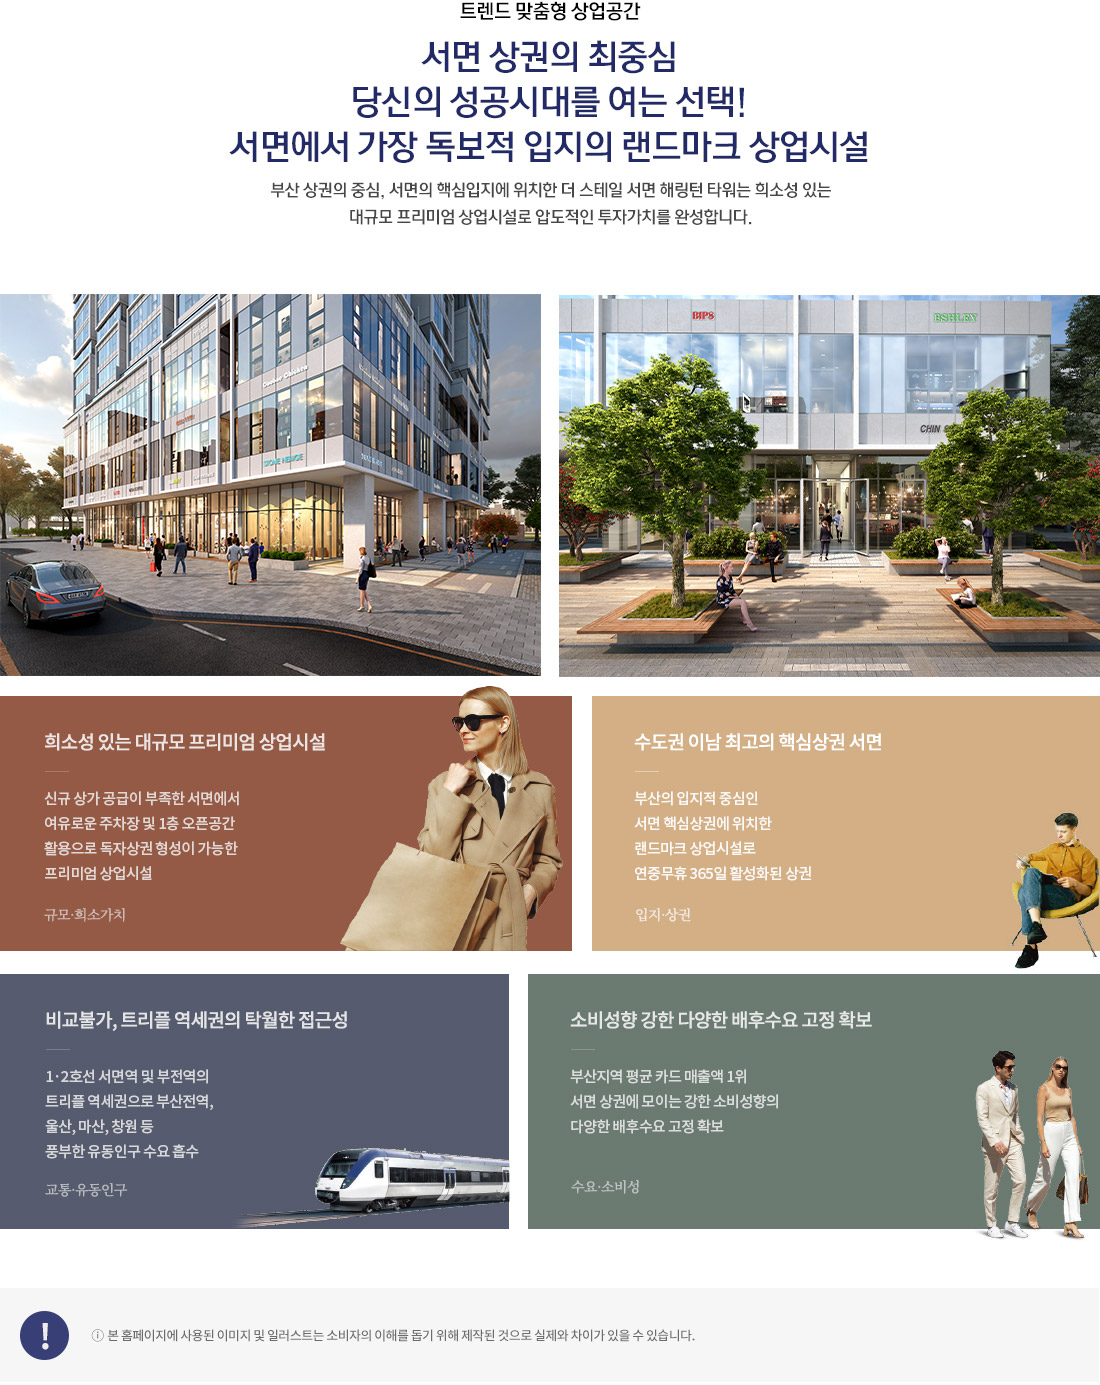 트렌드 맞춤형 상업공간
서면 상권의 최중심
당신의 성공시대를 여는 선택!
서면에서 가장 독보적 입지의 랜드마크 상업시설
부산 상권의 중심, 서면의 핵심입지에 위치한 더 스테일 서면 해링턴 타워는 희소성 있는
대규모 프리미엄 상업시설로 압도적인 투자가치를 완성합니다.
BIPS
CHIN
희소성 있는 대규모 프리미엄 상업시설
신규 상가 공급이 부족한 서면에서
여유로운 주차장 및 1층 오픈공간
활용으로 독자상권 형성이 가능한
프리미엄 상업시설
규모·희소가치
수도권 이남 최고의 핵심상권 서면
부산의 입지적 중심인
서면 핵심상권에 위치한
랜드마크 상업시설로
연중무휴 365일 활성화된 상권
입지·상권
비교불가, 트리플 역세권의 탁월한 접근성
1·2호선 서면역 및 부전역의
트리플 역세권으로 부산전역,
울산, 마산, 창원 등
풍부한 유동인구 수요 흡수
교통·유동인구
소비성향 강한 다양한 배후수요 고정 확보
부산지역 평균 카드 매출액 1위
서면 상권에 모이는 강한 소비성향의
다양한 배후수요 고정 확보
수요·소비성
! ⓘ 본 홈페이지에 사용된 이미지 및 일러스트는 소비자의 이해를 돕기 위해 제작된 것으로 실제와 차이가 있을 수 있습니다.